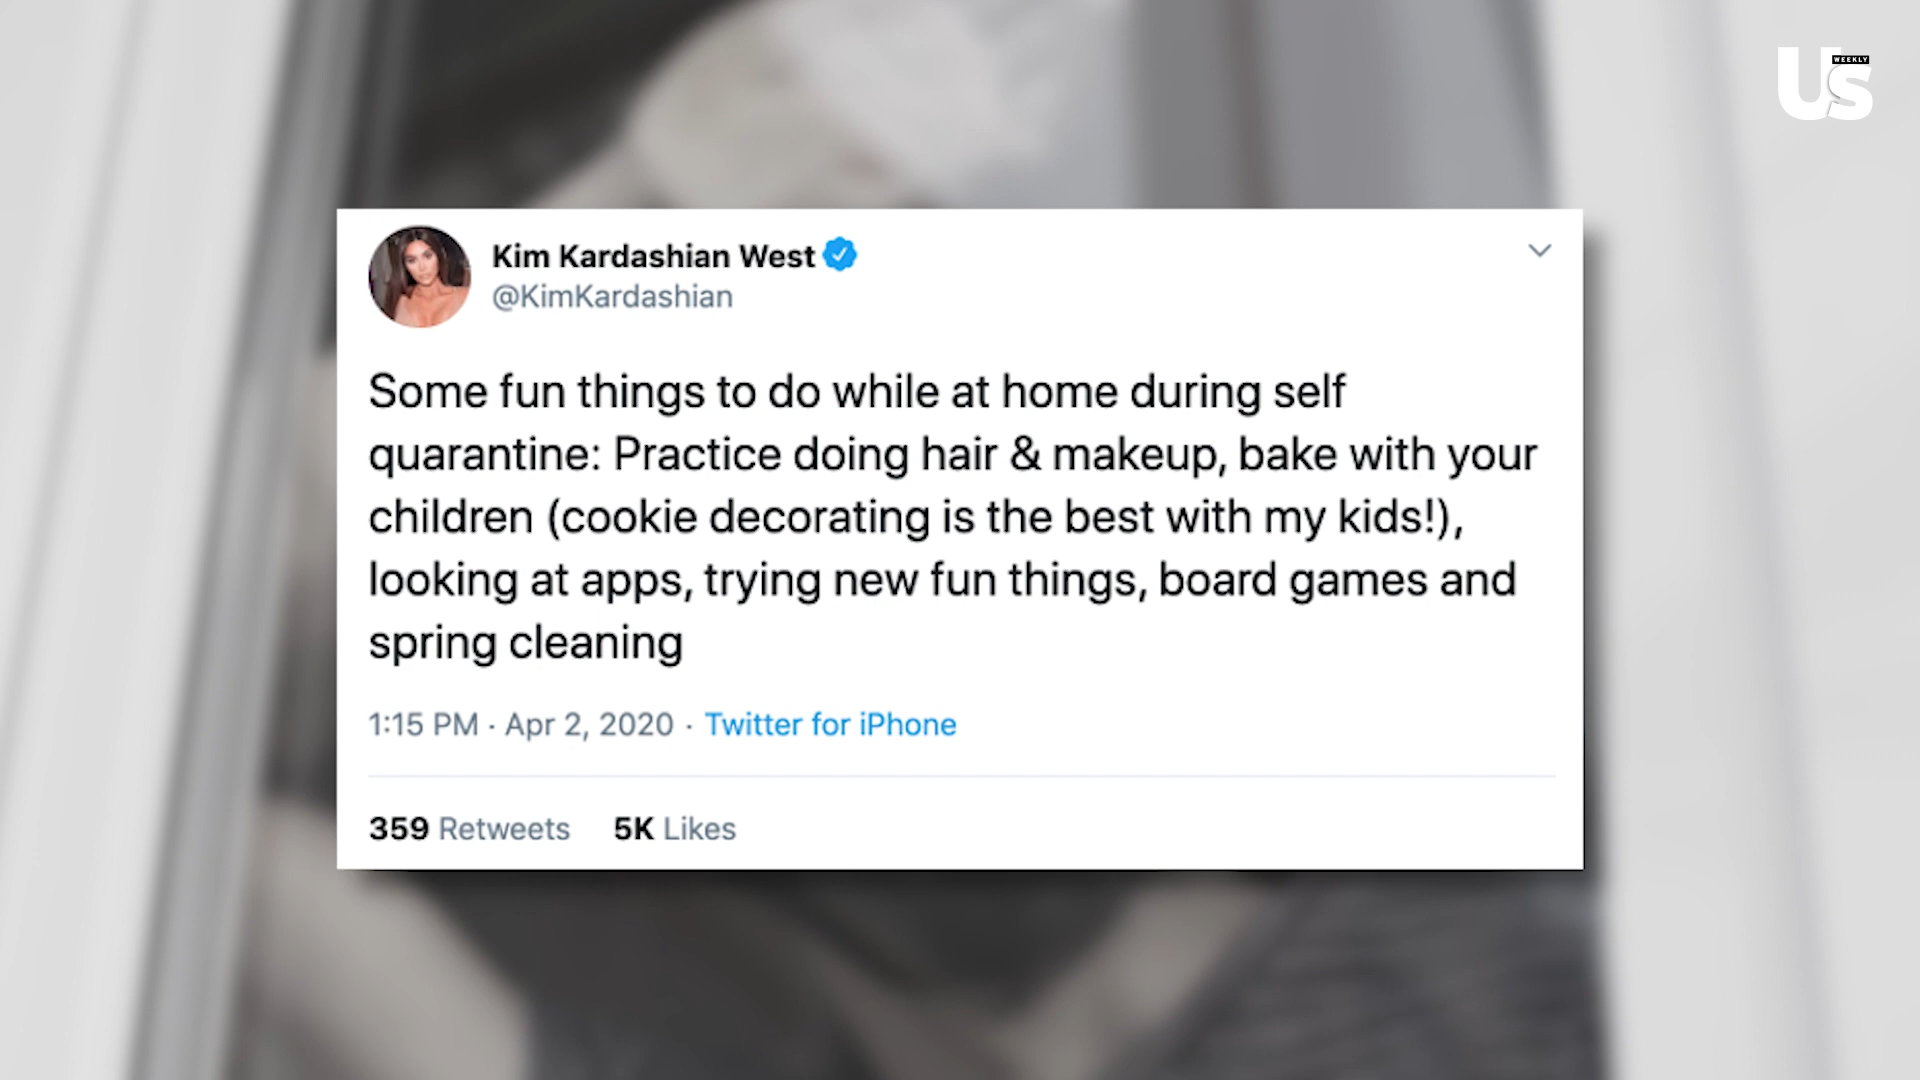 Us
WEEKLY
Kim Kardashian West
@KimKardashian
Some fun things to do while at home during self
quarantine: Practice doing hair & makeup, bake with your
children (cookie decorating is the best with my kids!),
looking at apps, trying new fun things, board games and
spring cleaning
1:15 PM · Apr 2, 2020 · Twitter for iPhone
359 Retweets 5K Likes